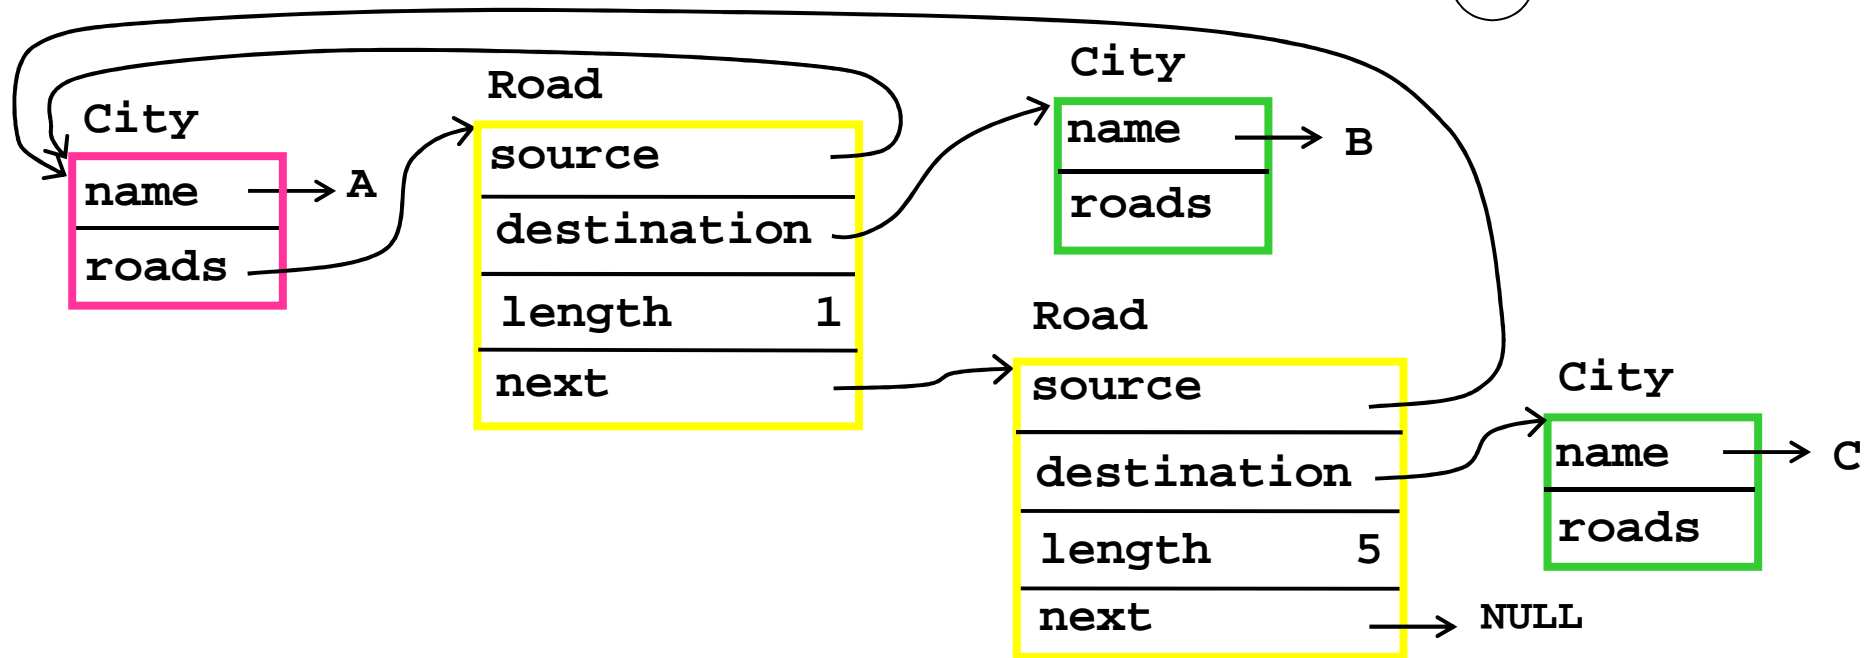 City
name A
roads
Road
source
destination
length 1
next
City
name B
roads
Road
source
destination
length 5
next NULL
City
name C
roads